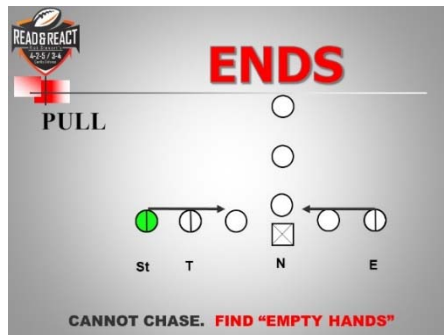 READ&REACT
4-2-5 / 3-4
ENDS
PULL
St T N E
CANNOT CHASE. FIND “EMPTY HANDS”